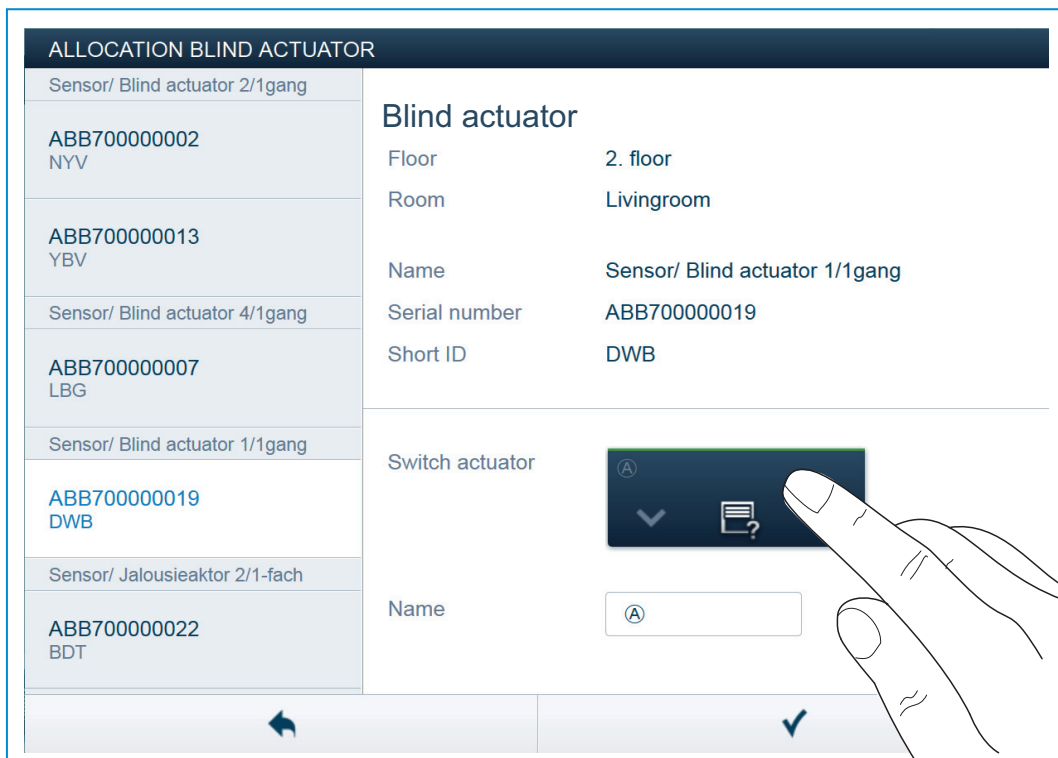 ALLOCATION BLIND ACTUATOR
Sensor/ Blind actuator 2/1gang
ABB700000002
NYV
ABB700000013
YBV
Sensor/ Blind actuator 4/1gang
ABB700000007
LBG
Sensor/ Blind actuator 1/1gang
ABB700000019
DWB
Sensor/ Jalousieaktor 2/1-fach
ABB700000022
BDT
Blind actuator
Floor 2. floor
Room Livingroom
Name Sensor/ Blind actuator 1/1gang
Serial number ABB700000019
Short ID DWB
Switch actuator Ⓐ
?
Name Ⓐ